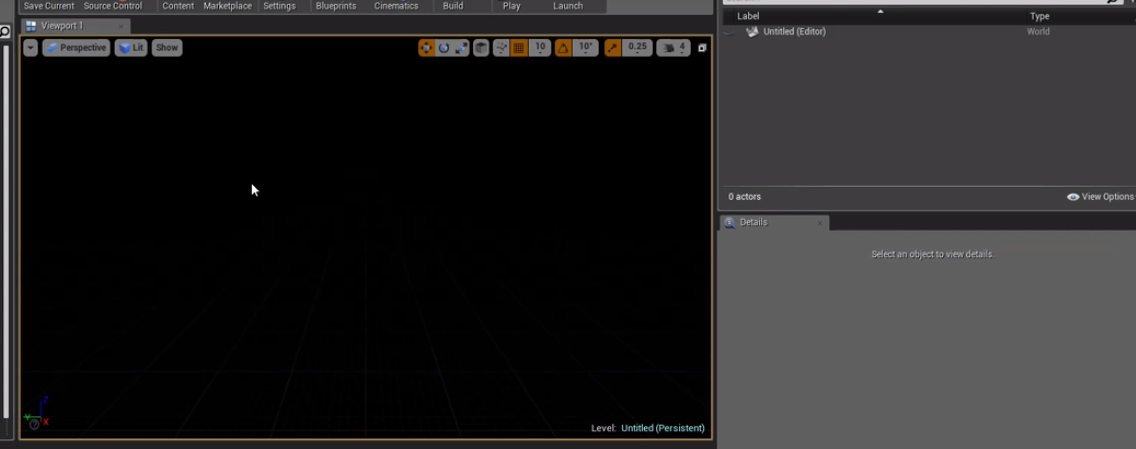 Save Current Source Control Content Marketplace Settings Blueprints Cinematics Build Play Launch
Label Type
Viewport 1
Untitled (Editor) World
Perspective Lit Show 10 10° 0.25 4
0 actors View Options
Details
Select an object to view details.
Z
Y X
Level: Untitled (Persistent)